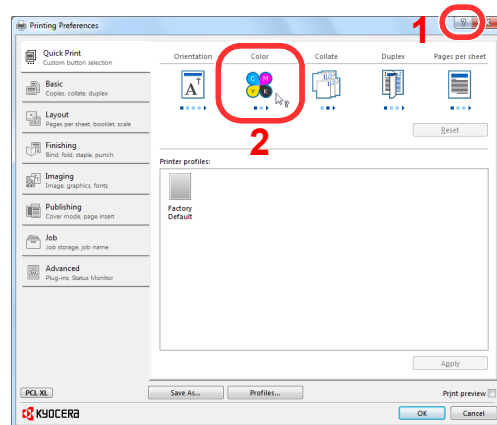 1
Printing Preferences
?
Quick Print
Custom button selection
Basic
Copies, collate, duplex
Layout
Pages per sheet, booklet, scale
Finishing
Bind, fold, staple, punch
Imaging
Image, graphics, fonts
Publishing
Cover mode, page insert
Job
Job storage, job name
Advanced
Plug-ins, Status Monitor
Orientation Color Collate Duplex Pages per sheet
A
C M
Y K
?
2
Reset
Printer profiles:
Factory
Default
Apply
PCL XL Save As... Profiles... Print preview
KYOCERA OK Cancel